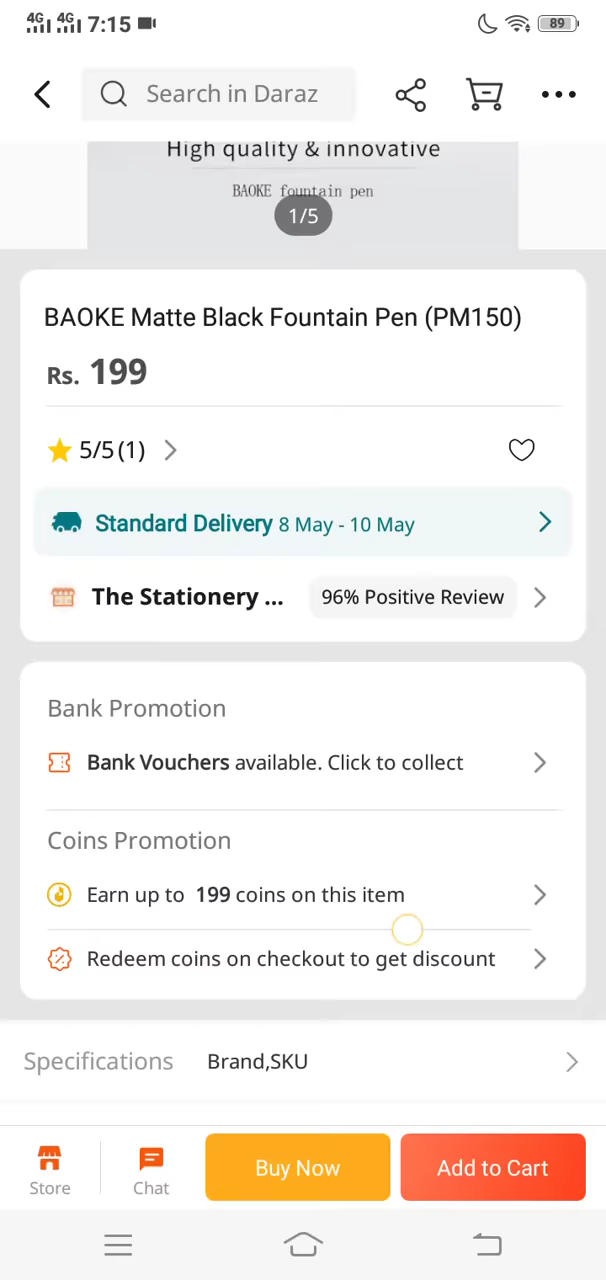 4G 4G 7:15 89
Search in Daraz
High quality & innovative
BAOKE fountain pen
1/5
BAOKE Matte Black Fountain Pen (PM150)
Rs. 199
5/5 (1)
Standard Delivery 8 May - 10 May
The Stationery ... 96% Positive Review
Bank Promotion
Bank Vouchers available. Click to collect
Coins Promotion
Earn up to 199 coins on this item
Redeem coins on checkout to get discount
Specifications Brand,SKU
Store Chat Buy Now Add to Cart